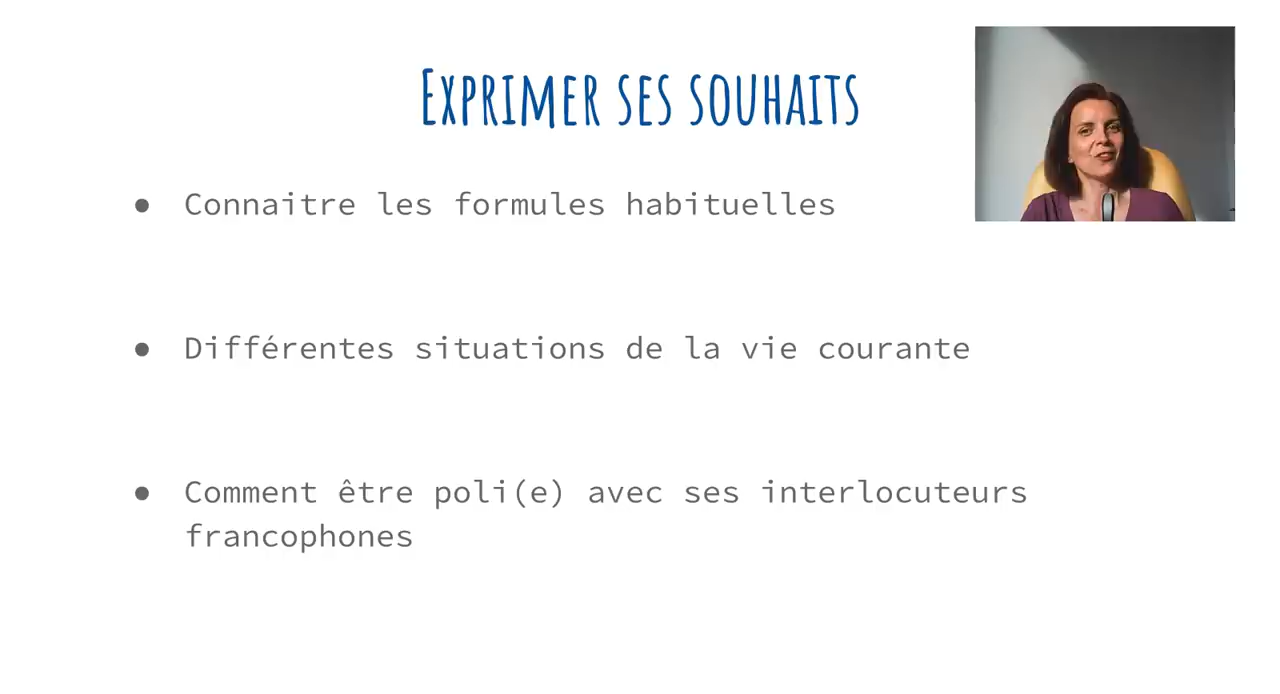 EXPRIMER SES SOUHAITS
● Connaitre les formules habituelles
● Différentes situations de la vie courante
● Comment être poli(e) avec ses interlocuteurs
francophones